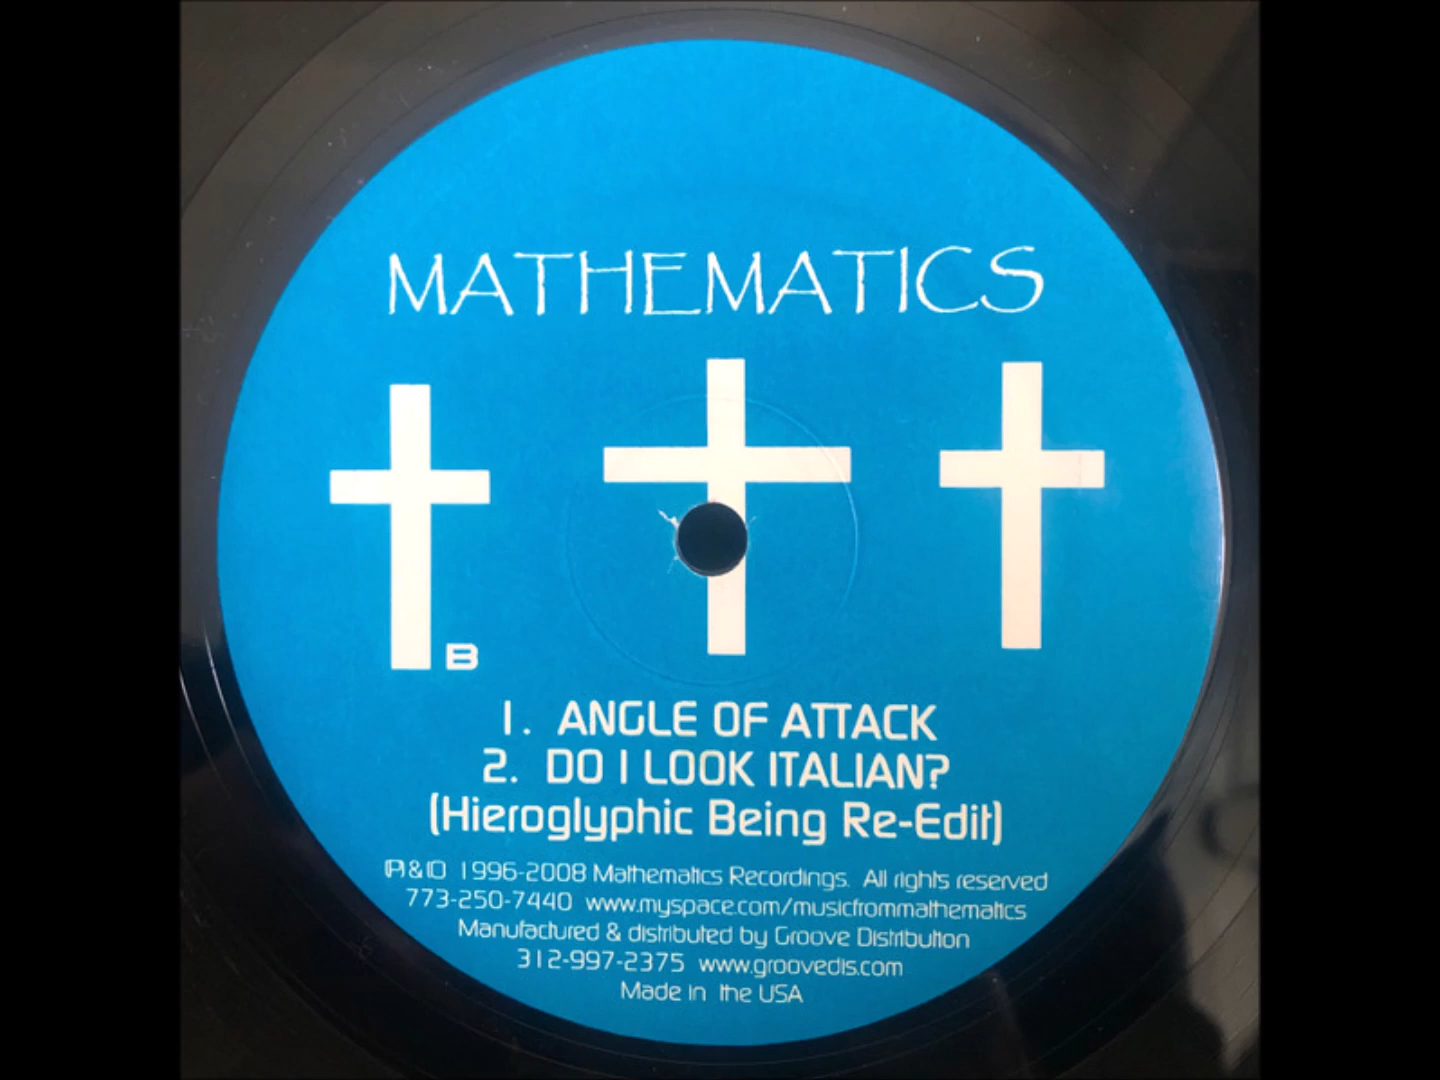 MATHEMATICS
B
1. ANGLE OF ATTACK
2. DO I LOOK ITALIAN?
(Hieroglyphic Being Re-Edit)
(P) & (C) 1996-2008 Mathematics Recordings. All rights reserved
773-250-7440 www.myspace.com/musicfrommathematics
Manufactured & distributed by Groove Distribution
312-997-2375 www.groovedis.com
Made in the USA